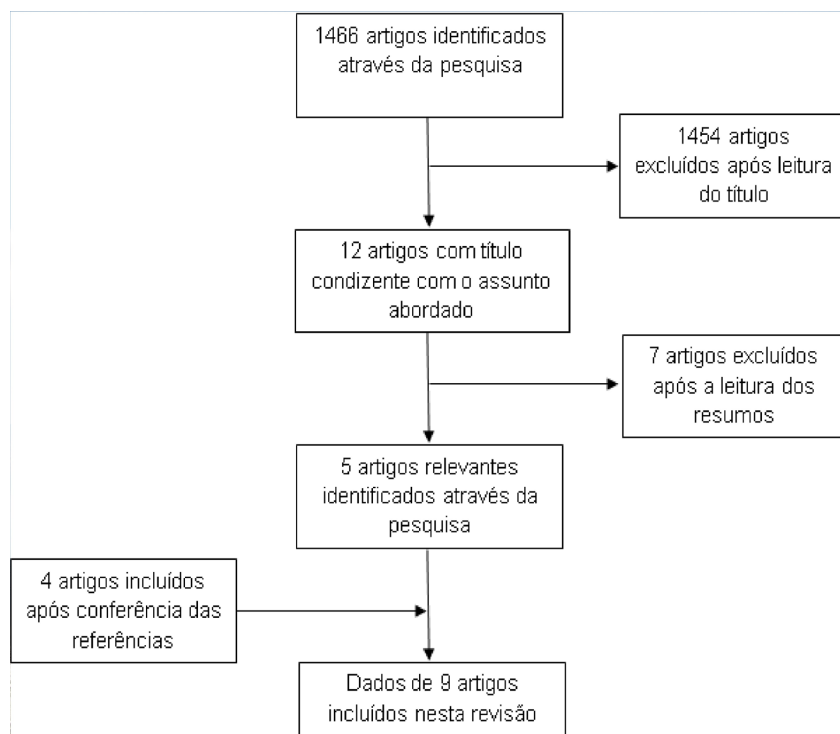 1466 artigos identificados
através da pesquisa
1454 artigos
excluídos após leitura
do título
12 artigos com título
condizente com o assunto
abordado
7 artigos excluídos
após a leitura dos
resumos
5 artigos relevantes
identificados através da
pesquisa
4 artigos incluídos
após conferência das
referências
Dados de 9 artigos
incluídos nesta revisão